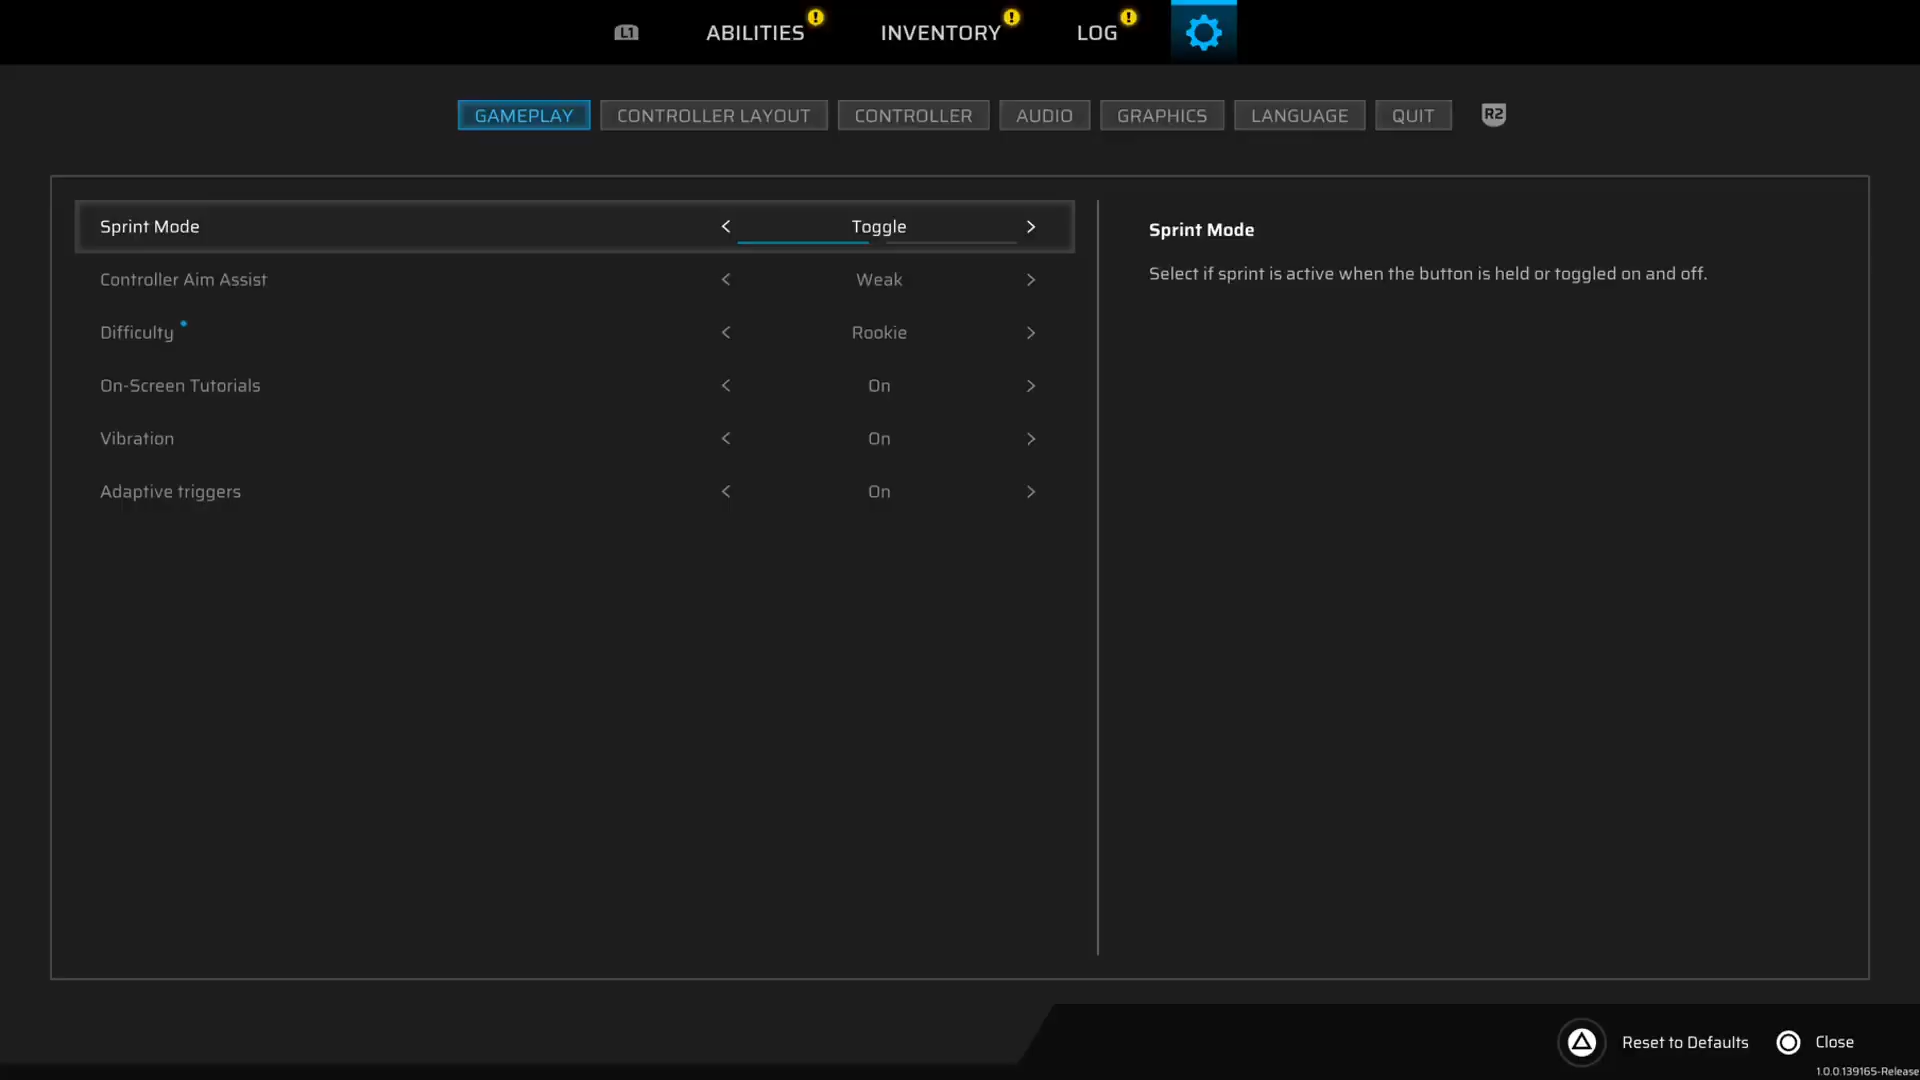 L1 ABILITIES ! INVENTORY ! LOG !
GAMEPLAY CONTROLLER LAYOUT CONTROLLER AUDIO GRAPHICS LANGUAGE QUIT R2
Sprint Mode < Toggle >
Controller Aim Assist < Weak >
Difficulty < Rookie >
On-Screen Tutorials < On >
Vibration < On >
Adaptive triggers < On >
Sprint Mode
Select if sprint is active when the button is held or toggled on and off.
Reset to Defaults Close
1.0.0.139165-Release